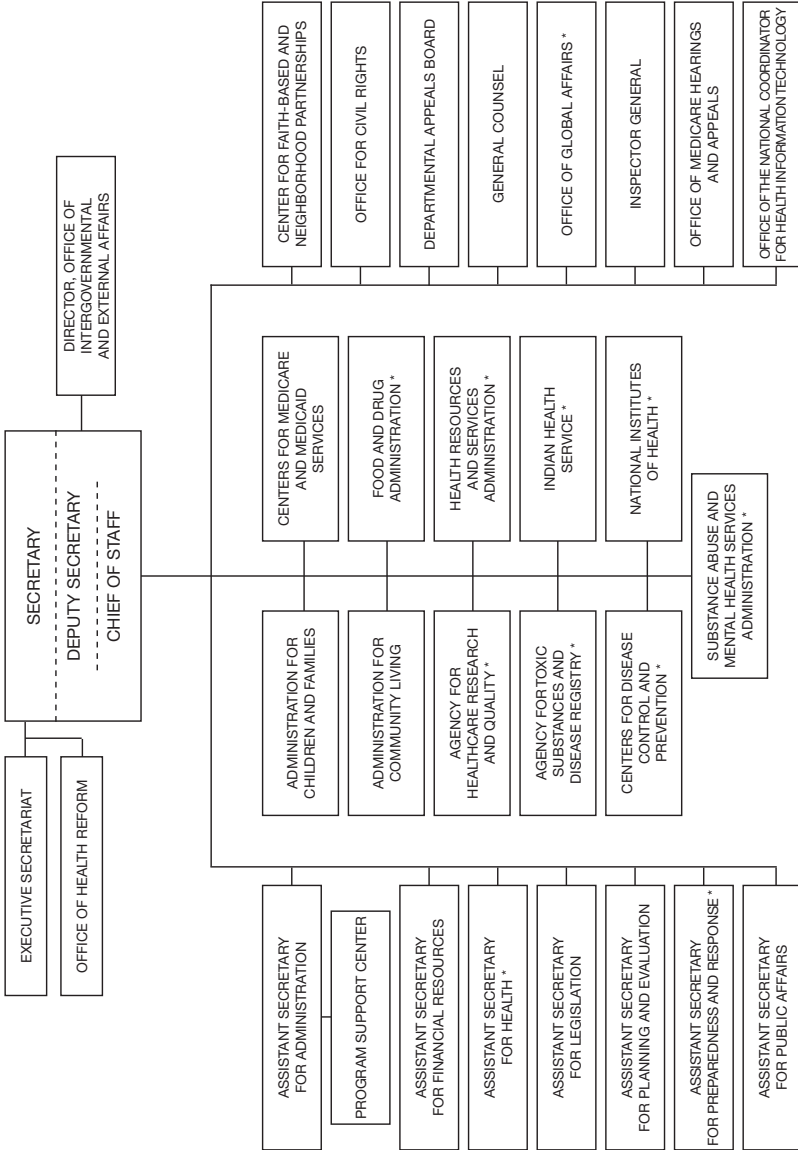 SECRETARY
DEPUTY SECRETARY
CHIEF OF STAFF
EXECUTIVE SECRETARIAT
OFFICE OF HEALTH REFORM
DIRECTOR, OFFICE OF
INTERGOVERNMENTAL
AND EXTERNAL AFFAIRS
ASSISTANT SECRETARY
FOR ADMINISTRATION
PROGRAM SUPPORT CENTER
ASSISTANT SECRETARY
FOR FINANCIAL RESOURCES
ASSISTANT SECRETARY
FOR HEALTH *
ASSISTANT SECRETARY
FOR LEGISLATION
ASSISTANT SECRETARY
FOR PLANNING AND EVALUATION
ASSISTANT SECRETARY
FOR PREPAREDNESS AND RESPONSE *
ASSISTANT SECRETARY
FOR PUBLIC AFFAIRS
ADMINISTRATION FOR
CHILDREN AND FAMILIES
ADMINISTRATION FOR
COMMUNITY LIVING
AGENCY FOR
HEALTHCARE RESEARCH
AND QUALITY *
AGENCY FOR TOXIC
SUBSTANCES AND
DISEASE REGISTRY *
CENTERS FOR DISEASE
CONTROL AND
PREVENTION *
CENTERS FOR MEDICARE
AND MEDICAID
SERVICES
FOOD AND DRUG
ADMINISTRATION *
HEALTH RESOURCES
AND SERVICES
ADMINISTRATION *
INDIAN HEALTH
SERVICE *
NATIONAL INSTITUTES
OF HEALTH *
SUBSTANCE ABUSE AND
MENTAL HEALTH SERVICES
ADMINISTRATION *
CENTER FOR FAITH-BASED AND
NEIGHBORHOOD PARTNERSHIPS
OFFICE FOR CIVIL RIGHTS
DEPARTMENTAL APPEALS BOARD
GENERAL COUNSEL
OFFICE OF GLOBAL AFFAIRS *
INSPECTOR GENERAL
OFFICE OF MEDICARE HEARINGS
AND APPEALS
OFFICE OF THE NATIONAL COORDINATOR
FOR HEALTH INFORMATION TECHNOLOGY